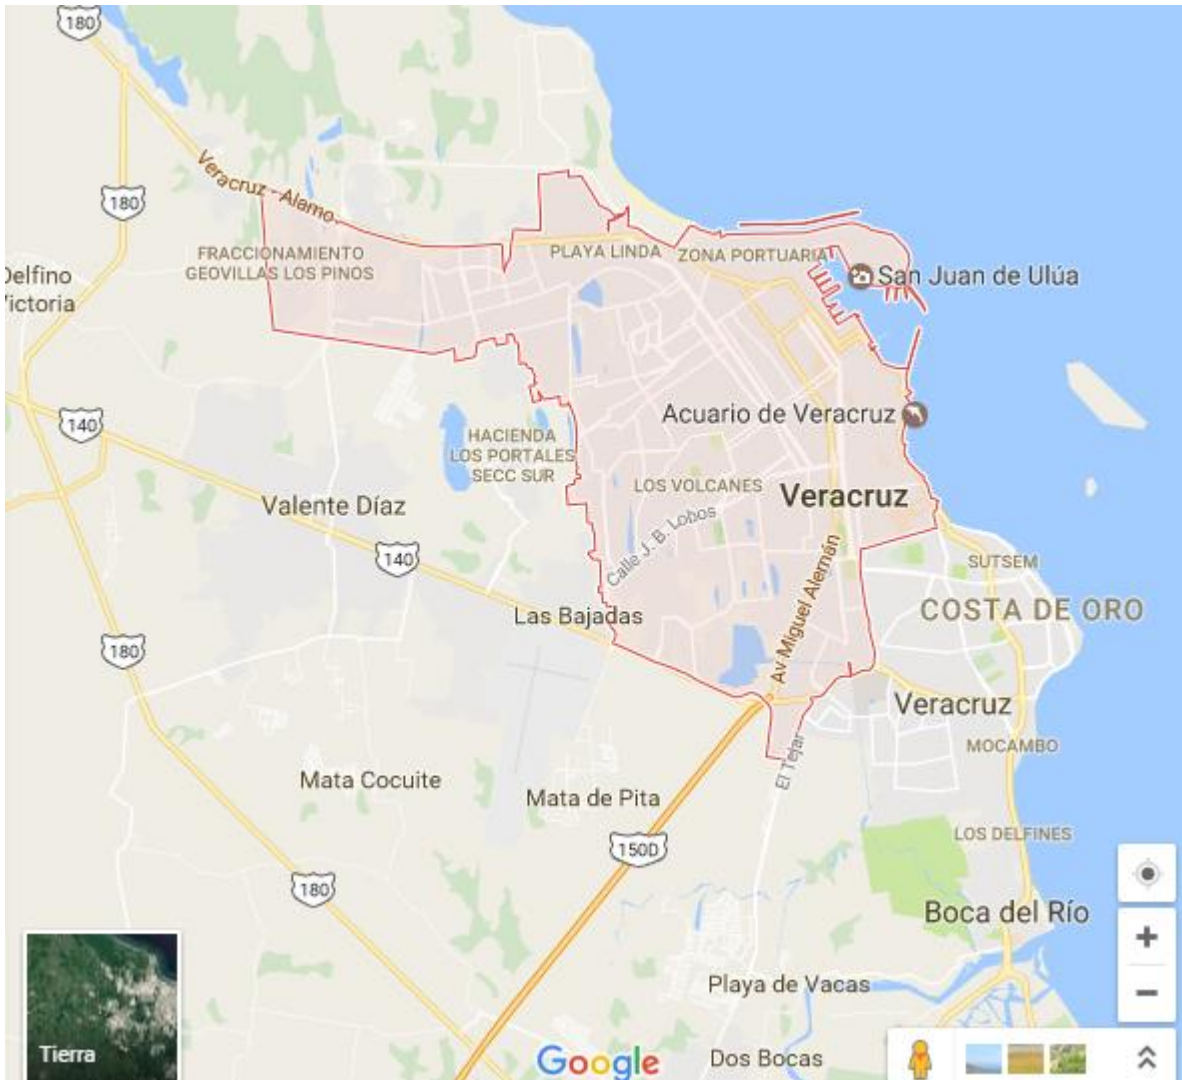 180
Veracruz - Alamo
180
FRACCIONAMIENTO
GEOVILLAS LOS PINOS
PLAYA LINDA
ZONA PORTUARIA
San Juan de Ulúa
Delfino
Victoria
Acuario de Veracruz
140
HACIENDA
LOS PORTALES
SECC SUR
LOS VOLCANES
Veracruz
Valente Díaz
Calle J. B. Lobos
140
Av Miguel Alemán
SUTSEM
Las Bajadas
COSTA DE ORO
180
Veracruz
MOCAMBO
El Tejar
Mata Cocuite
Mata de Pita
LOS DELFINES
150D
180
Boca del Río
+
Playa de Vacas
−
Tierra
Google
Dos Bocas